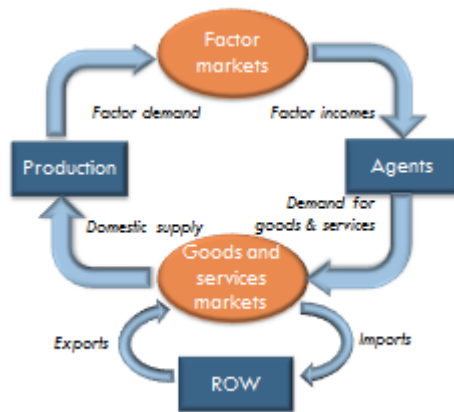 Factor
markets
Factor demand
Factor incomes
Production
Agents
Demand for
goods & services
Domestic supply
Goods and
services
markets
Exports
Imports
ROW